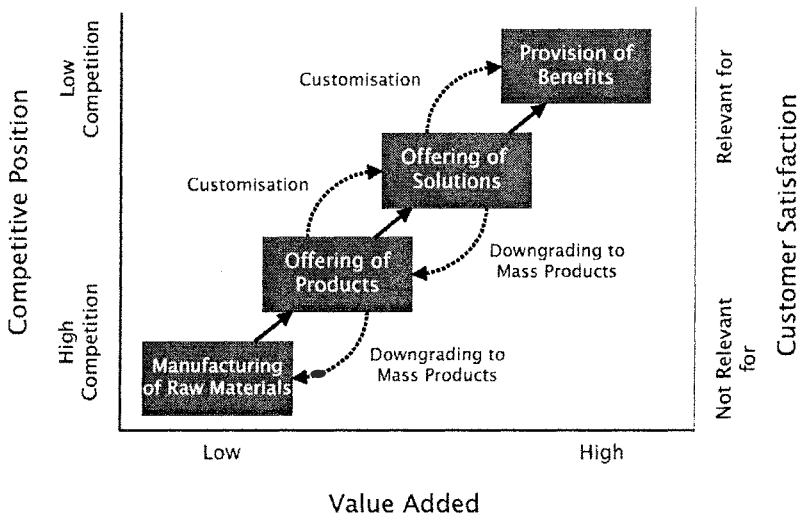 Competitive Position
Low
Competition
High
Competition
Provision of
Benefits
Customisation
Offering of
Solutions
Customisation
Downgrading to
Mass Products
Offering of
Products
Downgrading to
Mass Products
Manufacturing
of Raw Materials
Relevant for
Not Relevant
for
Customer Satisfaction
Low
High
Value Added